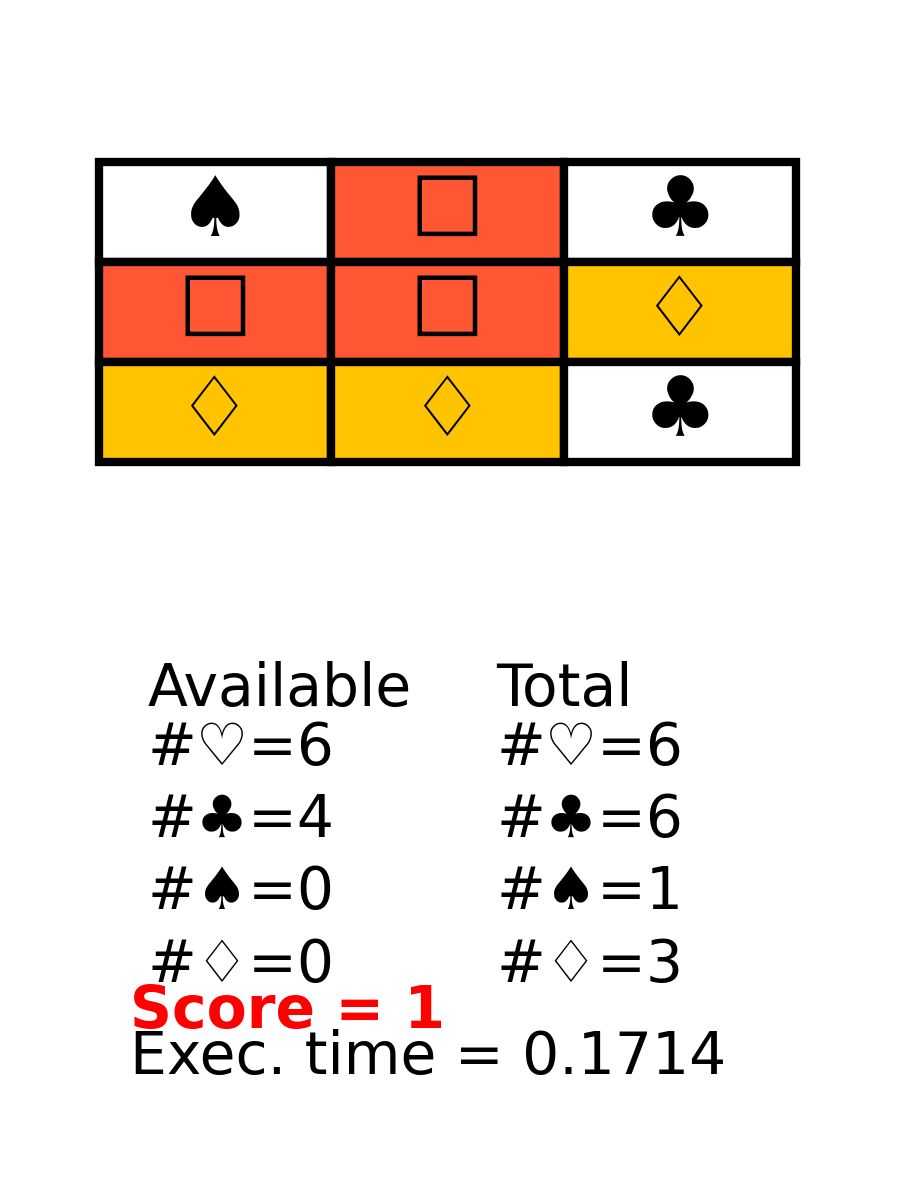 ♠ □ ♣
□ □ ♢
♢ ♢ ♣
Available Total
#♡=6 #♡=6
#♣=4 #♣=6
#♠=0 #♠=1
#♢=0 #♢=3
Score = 1
Exec. time = 0.1714